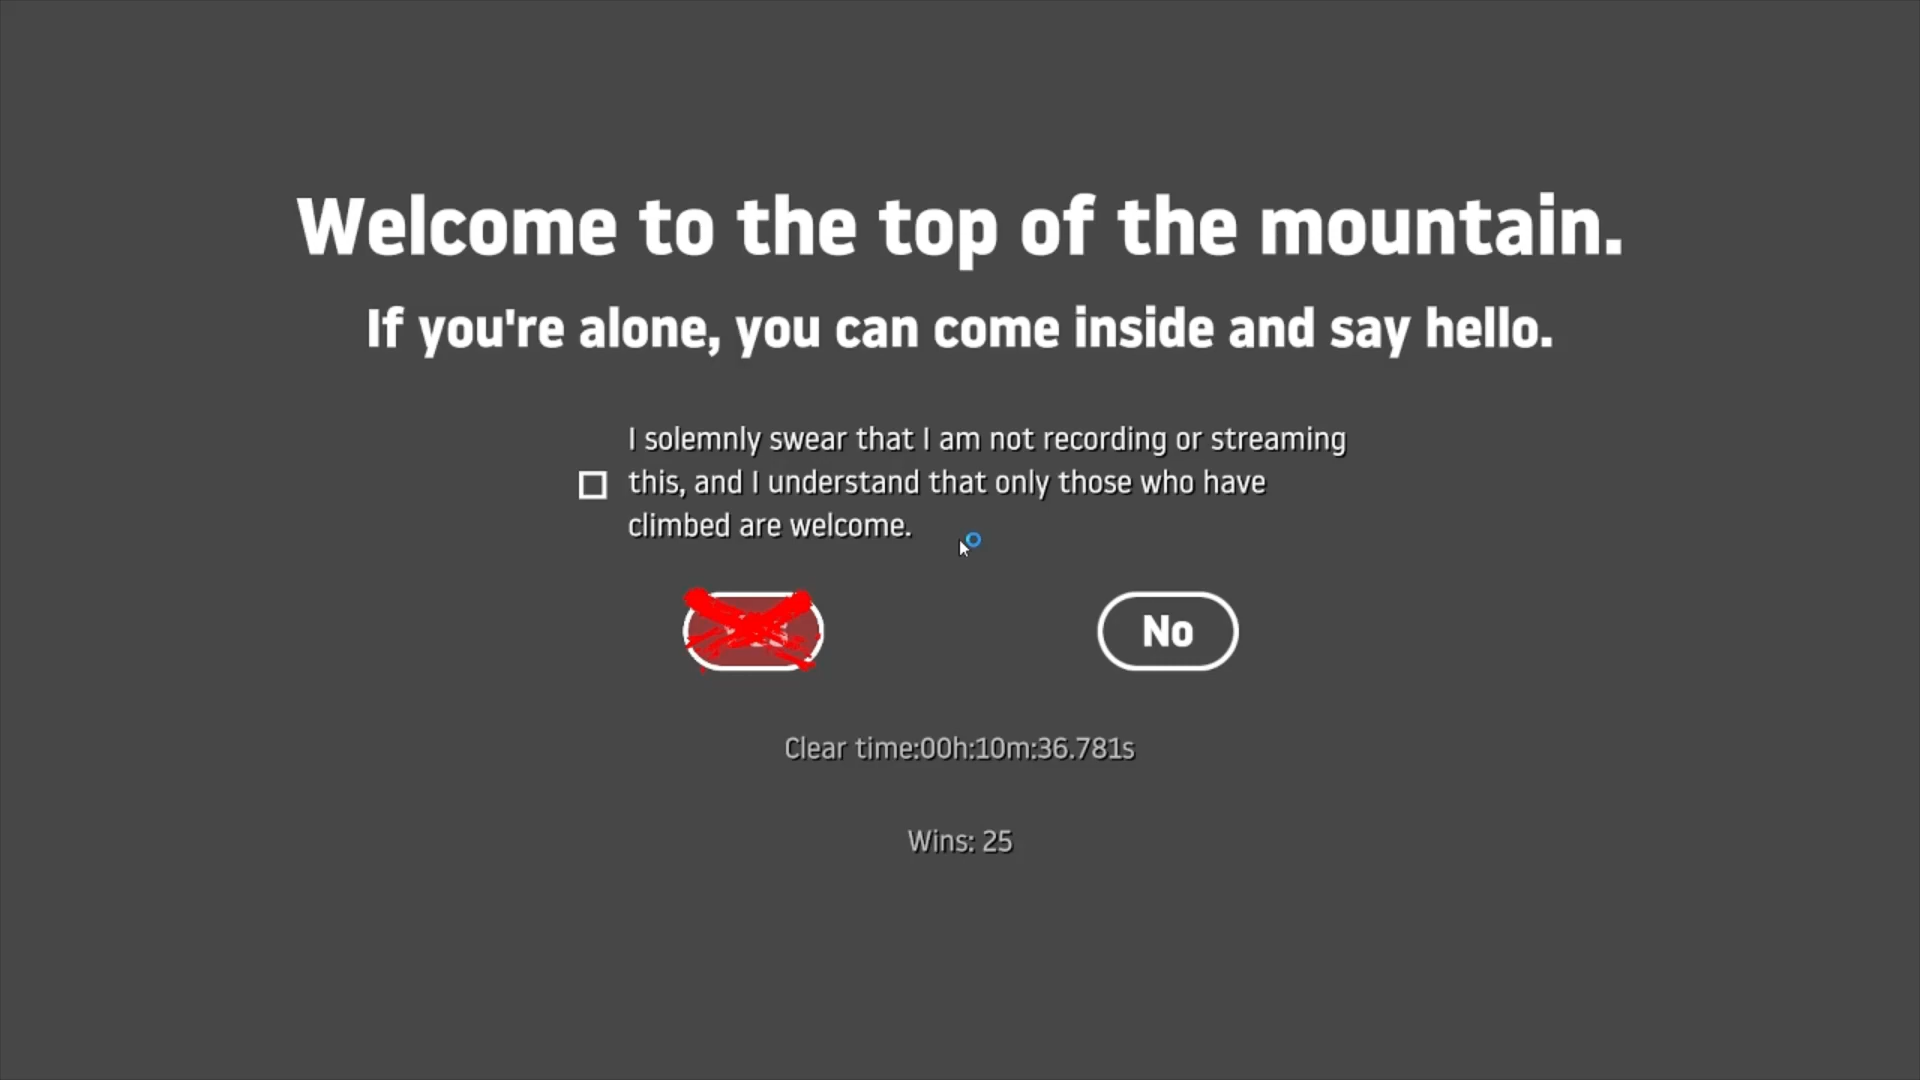 Welcome to the top of the mountain.
If you're alone, you can come inside and say hello.
I solemnly swear that I am not recording or streaming
this, and I understand that only those who have
climbed are welcome.
No
Clear time:00h:10m:36.781s
Wins: 25